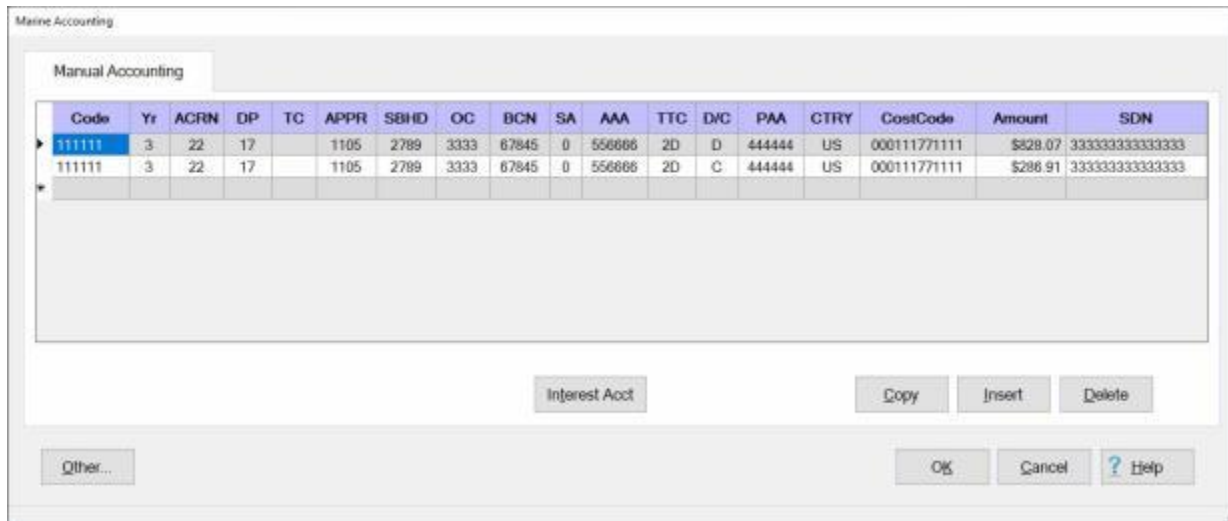 Marine Accounting
Manual Accounting
Code Yr ACRN DP TC APPR SBHD OC BCN SA AAA TTC D/C PAA CTRY CostCode Amount SDN
111111 3 22 17 1105 2789 3333 67845 0 556666 2D D 444444 US 000111771111 $828.07 333333333333333
111111 3 22 17 1105 2789 3333 67845 0 556666 2D C 444444 US 000111771111 $286.91 333333333333333
Interest Acct Copy Insert Delete
Other... OK Cancel ? Help